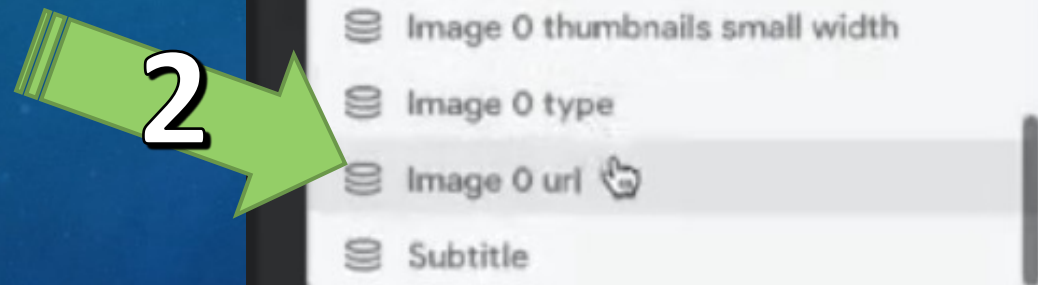 Image 0 thumbnails small width
2
Image 0 type
Image 0 url
Subtitle